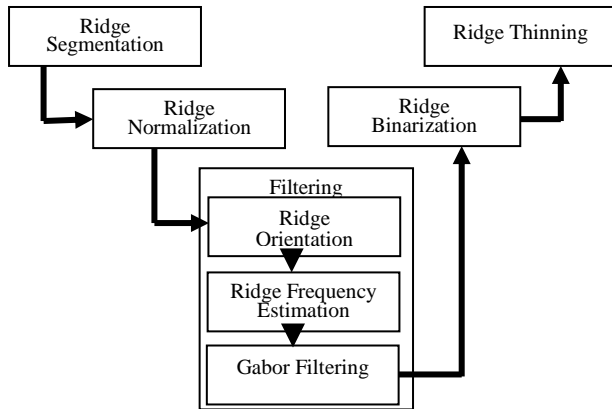 Ridge
Segmentation
Ridge
Normalization
Filtering
Ridge
Orientation
Ridge Frequency
Estimation
Gabor Filtering
Ridge
Binarization
Ridge Thinning